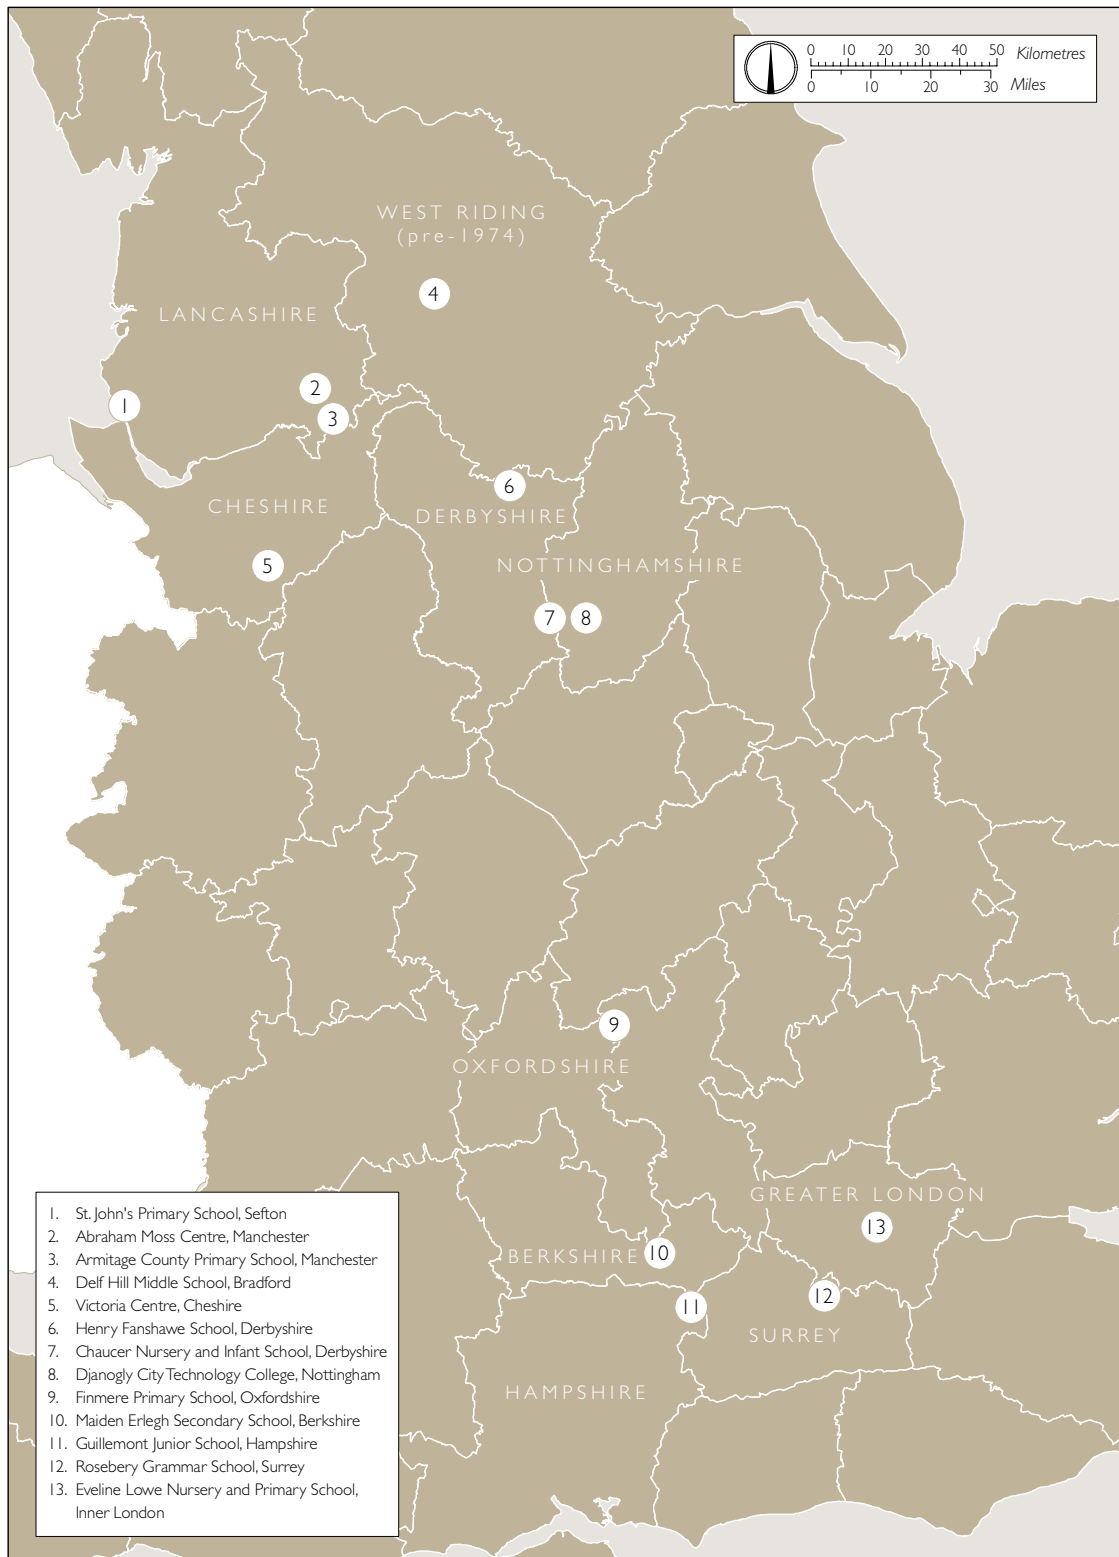 0 10 20 30 40 50 Kilometres
0 10 20 30 Miles
WEST RIDING
(pre-1974)
4
LANCASHIRE
2
1
3
6
CHESHIRE
DERBYSHIRE
5
NOTTINGHAMSHIRE
7 8
9
OXFORDSHIRE
GREATER LONDON
13
BERKSHIRE 10
12
11
SURREY
HAMPSHIRE
1. St. John's Primary School, Sefton
2. Abraham Moss Centre, Manchester
3. Armitage County Primary School, Manchester
4. Delf Hill Middle School, Bradford
5. Victoria Centre, Cheshire
6. Henry Fanshawe School, Derbyshire
7. Chaucer Nursery and Infant School, Derbyshire
8. Djanogly City Technology College, Nottingham
9. Finmere Primary School, Oxfordshire
10. Maiden Erlegh Secondary School, Berkshire
11. Guillemont Junior School, Hampshire
12. Rosebery Grammar School, Surrey
13. Eveline Lowe Nursery and Primary School,
Inner London